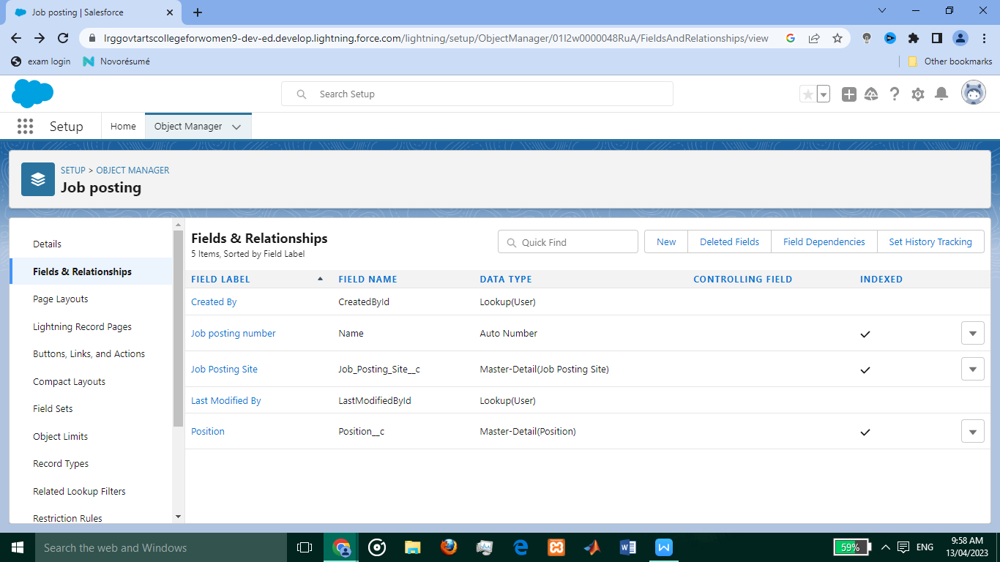 Job posting | Salesforce
lrggovtartscollegeforwomen9-dev-ed.develop.lightning.force.com/lightning/setup/ObjectManager/01I2w0000048RuA/FieldsAndRelationships/view
exam login
Novorésumé
Other bookmarks
Search Setup
Setup
Home
Object Manager
SETUP > OBJECT MANAGER
Job posting
Details
Fields & Relationships
Page Layouts
Lightning Record Pages
Buttons, Links, and Actions
Compact Layouts
Field Sets
Object Limits
Record Types
Related Lookup Filters
Restriction Rules
Fields & Relationships
5 Items, Sorted by Field Label
Quick Find
New
Deleted Fields
Field Dependencies
Set History Tracking
FIELD LABEL FIELD NAME DATA TYPE CONTROLLING FIELD INDEXED
Created By CreatedById Lookup(User)
Job posting number Name Auto Number
Job Posting Site Job_Posting_Site__c Master-Detail(Job Posting Site)
Last Modified By LastModifiedById Lookup(User)
Position Position__c Master-Detail(Position)
Search the web and Windows
59%
ENG
9:58 AM
13/04/2023